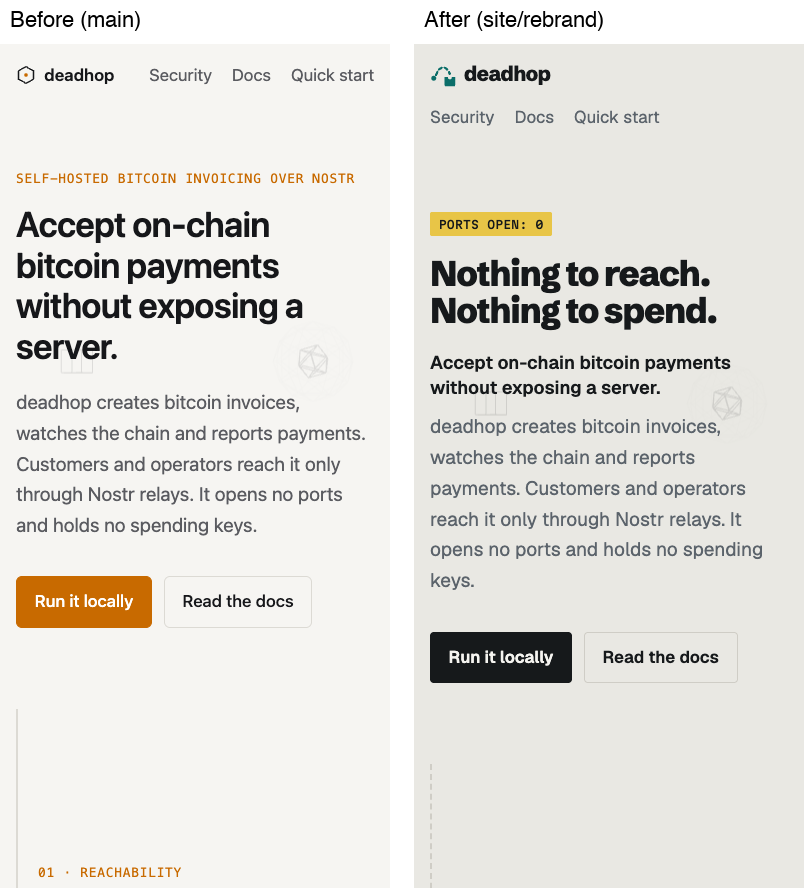 Before (main)
deadhop Security Docs Quick start
SELF-HOSTED BITCOIN INVOICING OVER NOSTR
Accept on-chain
bitcoin payments
without exposing a
server.
deadhop creates bitcoin invoices,
watches the chain and reports payments.
Customers and operators reach it only
through Nostr relays. It opens no ports
and holds no spending keys.
Run it locally Read the docs
01 · REACHABILITY
After (site/rebrand)
deadhop
Security Docs Quick start
PORTS OPEN: 0
Nothing to reach.
Nothing to spend.
Accept on-chain bitcoin payments
without exposing a server.
deadhop creates bitcoin invoices,
watches the chain and reports
payments. Customers and operators
reach it only through Nostr relays. It
opens no ports and holds no spending
keys.
Run it locally Read the docs